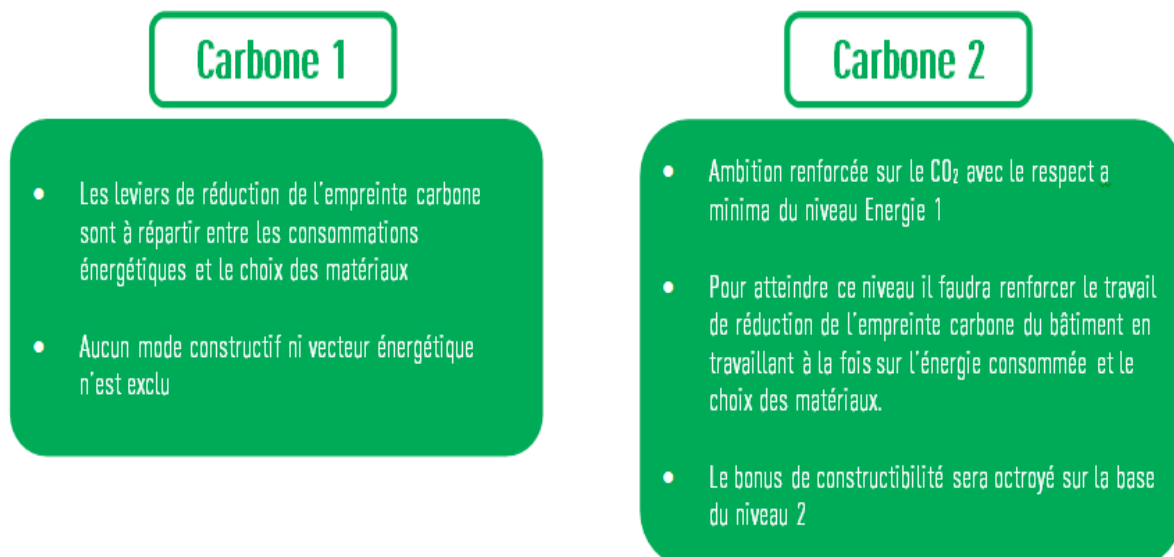 Carbone 1
• Les leviers de réduction de l'empreinte carbone
sont à répartir entre les consommations
énergétiques et le choix des matériaux
• Aucun mode constructif ni vecteur énergétique
n'est exclu
Carbone 2
• Ambition renforcée sur le CO₂ avec le respect a
minima du niveau Energie 1
• Pour atteindre ce niveau il faudra renforcer le travail
de réduction de l'empreinte carbone du bâtiment en
travaillant à la fois sur l'énergie consommée et le
choix des matériaux.
• Le bonus de constructibilité sera octroyé sur la base
du niveau 2